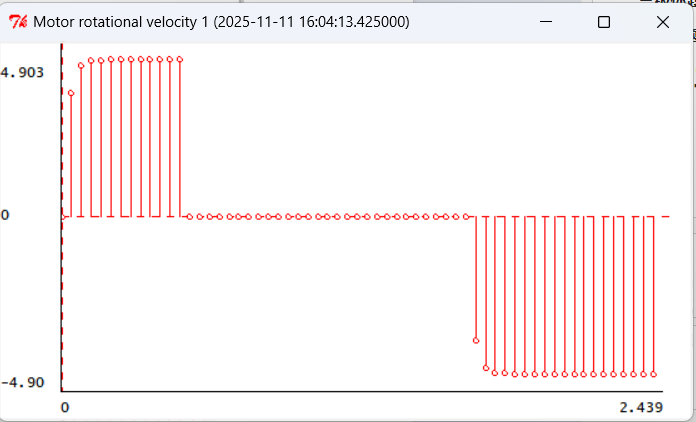 Motor rotational velocity 1 (2025-11-11 16:04:13.425000)
4.903
0
-4.90
0 2.439